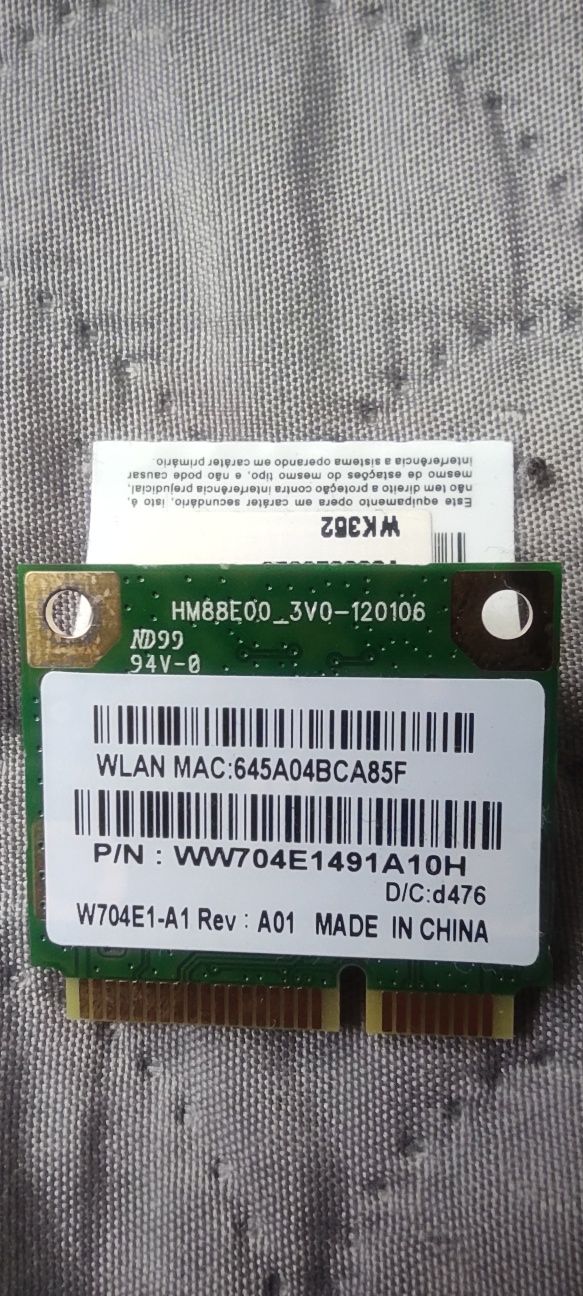 Este equipamento opera em caráter secundário, isto é,
não tem direito a proteção contra interferência prejudicial,
mesmo de estações do mesmo tipo, e não pode causar
interferência a sistema operando em caráter primário.
WK352
HM88E00_3V0-120106
ND99
94V-0
WLAN MAC:645A04BCA85F
P/N : WW704E1491A10H
D/C:d476
W704E1-A1 Rev : A01 MADE IN CHINA